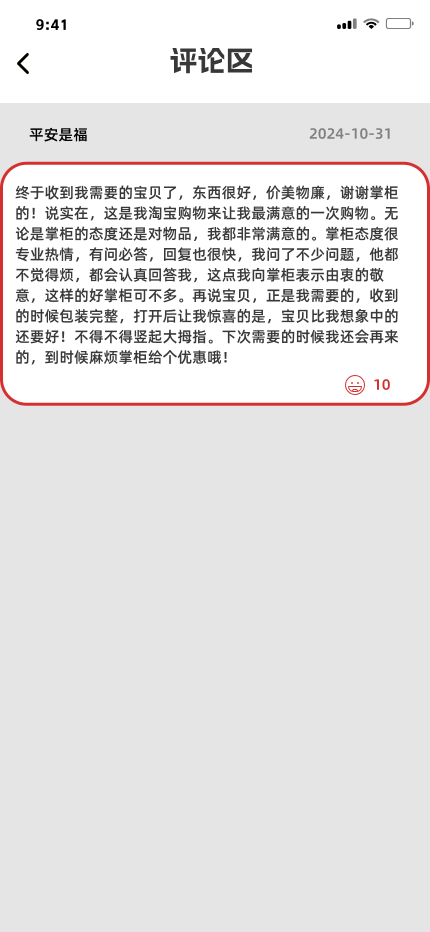 9:41
评论区
平安是福
2024-10-31
终于收到我需要的宝贝了，东西很好，价美物廉，谢谢掌柜
的！说实在，这是我淘宝购物来让我最满意的一次购物。无
论是掌柜的态度还是对物品，我都非常满意的。掌柜态度很
专业热情，有问必答，回复也很快，我问了不少问题，他都
不觉得烦，都会认真回答我，这点我向掌柜表示由衷的敬
意，这样的好掌柜可不多。再说宝贝，正是我需要的，收到
的时候包装完整，打开后让我惊喜的是，宝贝比我想象中的
还要好！不得不得竖起大拇指。下次需要的时候我还会再来
的，到时候麻烦掌柜给个优惠哦！
10